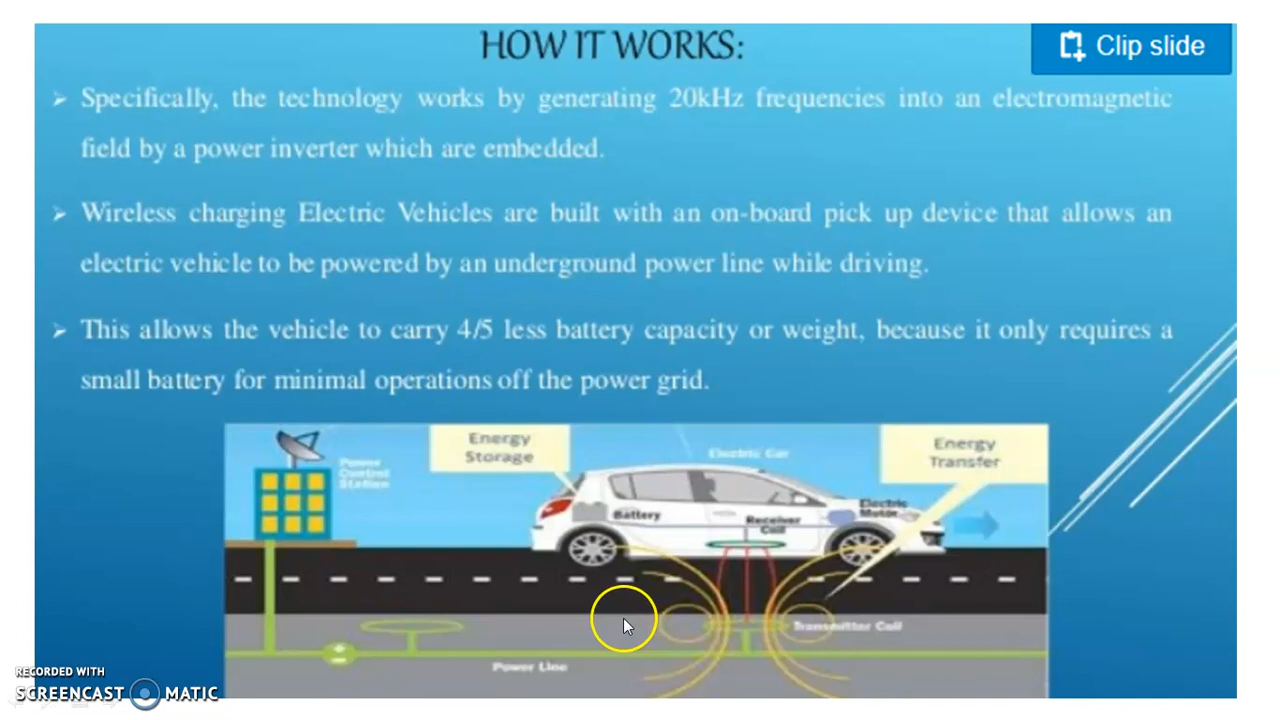 HOW IT WORKS:
Clip slide
Specifically, the technology works by generating 20kHz frequencies into an electromagnetic
field by a power inverter which are embedded.
Wireless charging Electric Vehicles are built with an on-board pick up device that allows an
electric vehicle to be powered by an underground power line while driving.
This allows the vehicle to carry 4/5 less battery capacity or weight, because it only requires a
small battery for minimal operations off the power grid.
Energy
Storage
Electric Car
Energy
Transfer
Power
Control
Station
Battery
Receiver
Coil
Electric
Motor
Transmitter Coil
Power Line
RECORDED WITH
SCREENCAST MATIC